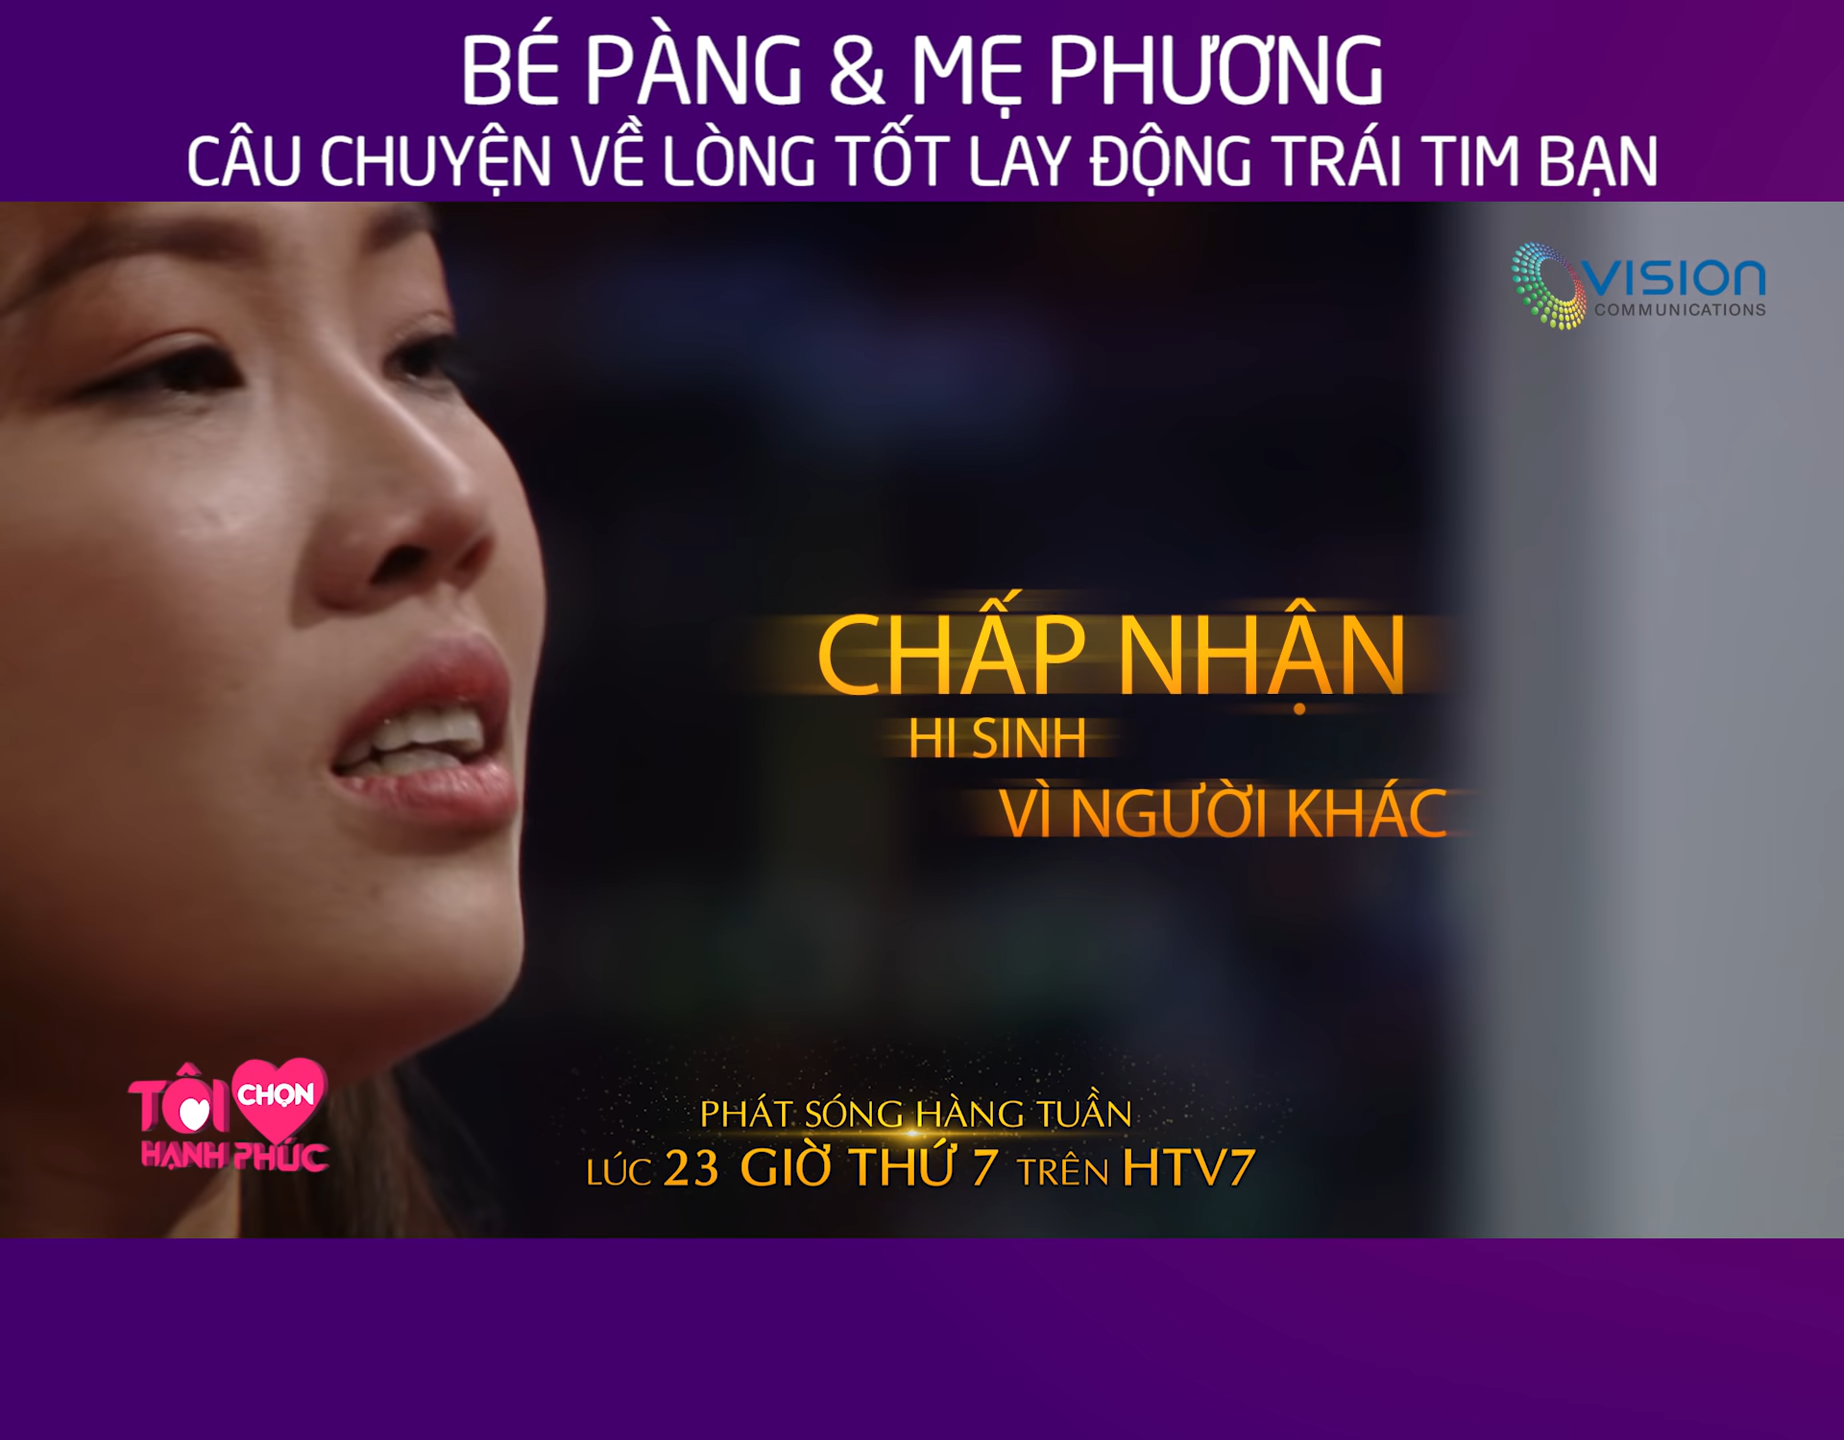 BÉ PÀNG & MẸ PHƯƠNG
CÂU CHUYỆN VỀ LÒNG TỐT LAY ĐỘNG TRÁI TIM BẠN
VISION
COMMUNICATIONS
CHẤP NHẬN
HI SINH
VÌ NGƯỜI KHÁC
TÔI CHỌN
HẠNH PHÚC
PHÁT SÓNG HÀNG TUẦN
LÚC 23 GIỜ THỨ 7 TRÊN HTV7